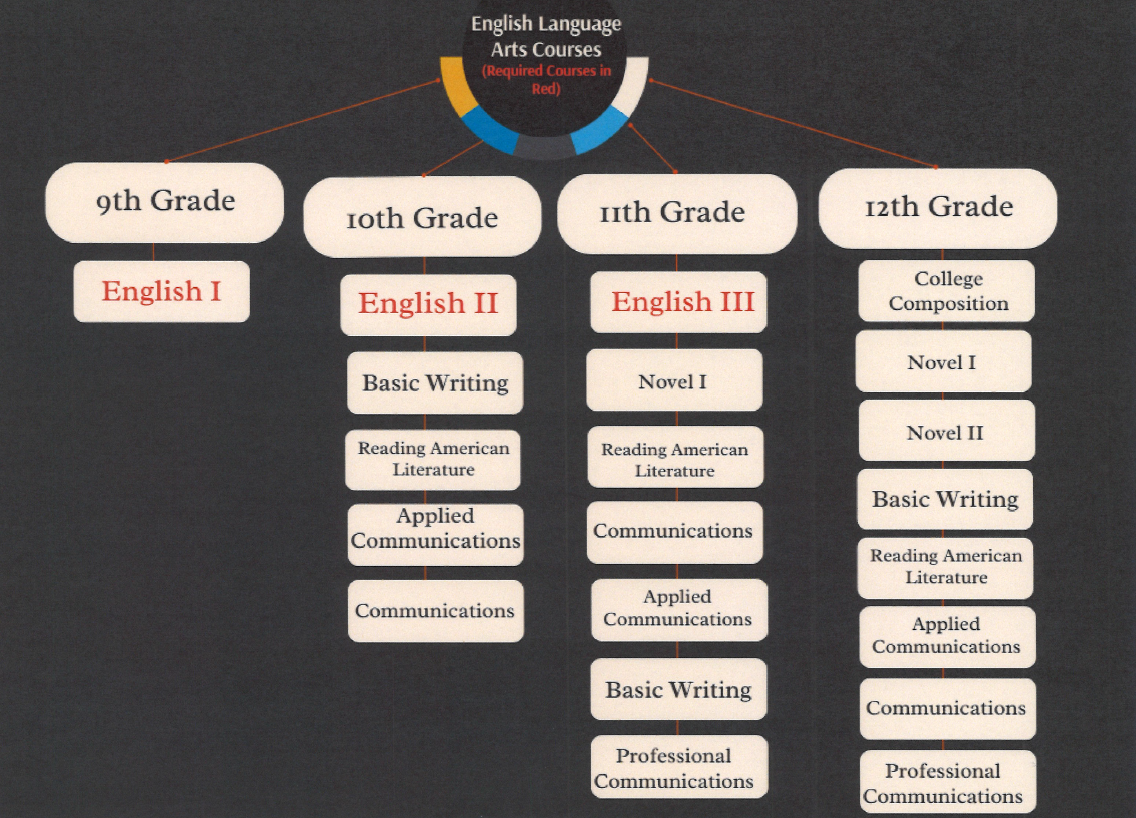 English Language
Arts Courses
(Required Courses in
Red)
9th Grade
English I
10th Grade
English II
Basic Writing
Reading American
Literature
Applied
Communications
Communications
11th Grade
English III
Novel I
Reading American
Literature
Communications
Applied
Communications
Basic Writing
Professional
Communications
12th Grade
College
Composition
Novel I
Novel II
Basic Writing
Reading American
Literature
Applied
Communications
Communications
Professional
Communications